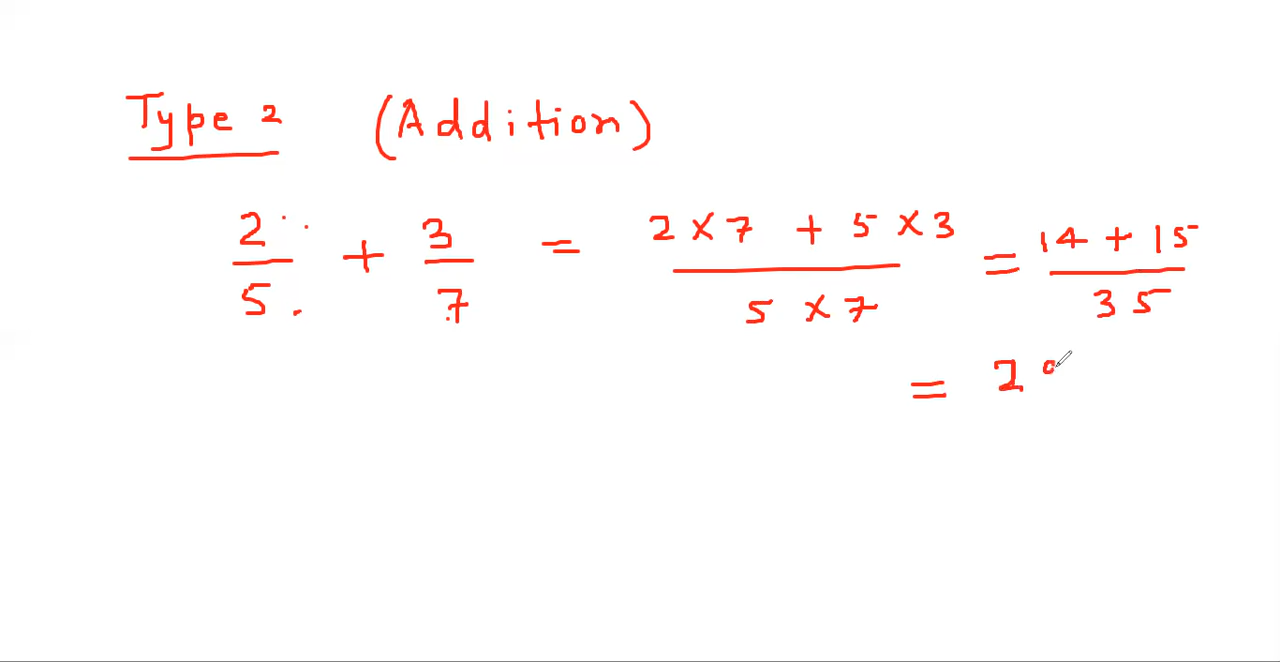 Type 2 (Addition)
2/5 + 3/7 = (2 × 7 + 5 × 3)/(5 × 7) = (14 + 15)/35
= 2